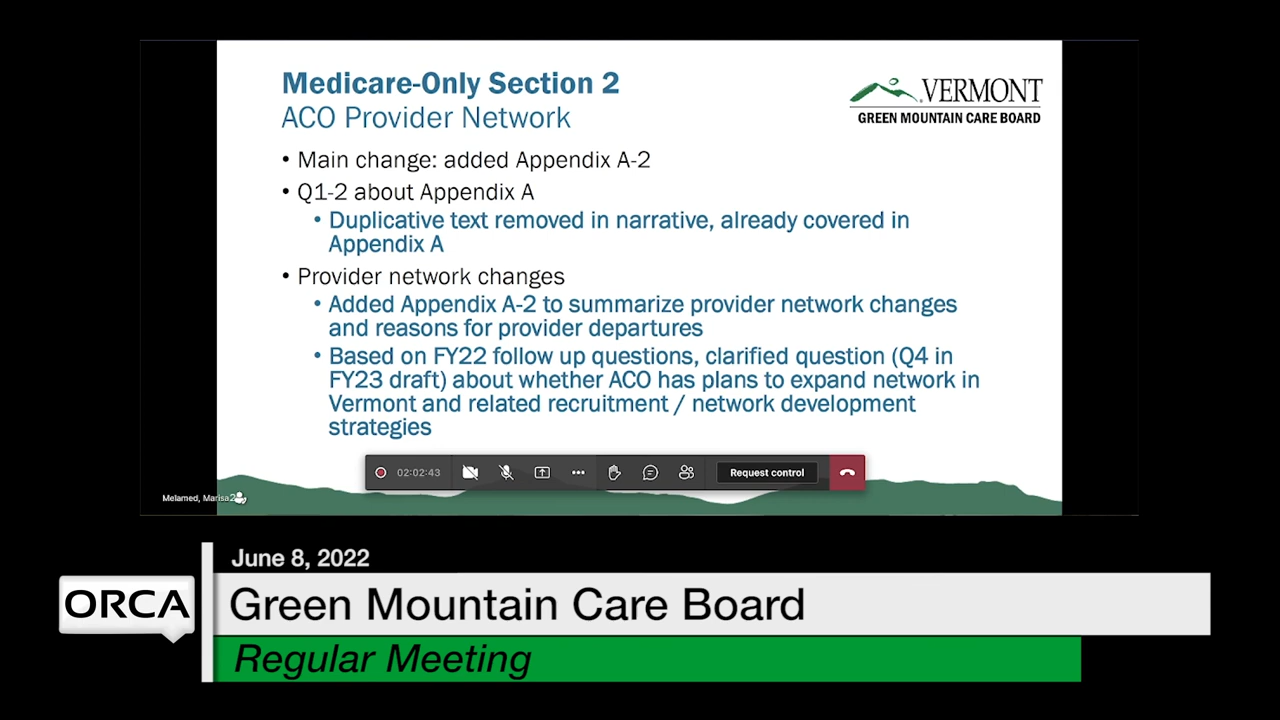 Medicare-Only Section 2
ACO Provider Network
VERMONT
GREEN MOUNTAIN CARE BOARD
• Main change: added Appendix A-2
• Q1-2 about Appendix A
• Duplicative text removed in narrative, already covered in
Appendix A
• Provider network changes
• Added Appendix A-2 to summarize provider network changes
and reasons for provider departures
• Based on FY22 follow up questions, clarified question (Q4 in
FY23 draft) about whether ACO has plans to expand network in
Vermont and related recruitment / network development
strategies
02:02:43
Request control
Melamed, Marisa
June 8, 2022
ORCA
Green Mountain Care Board
Regular Meeting